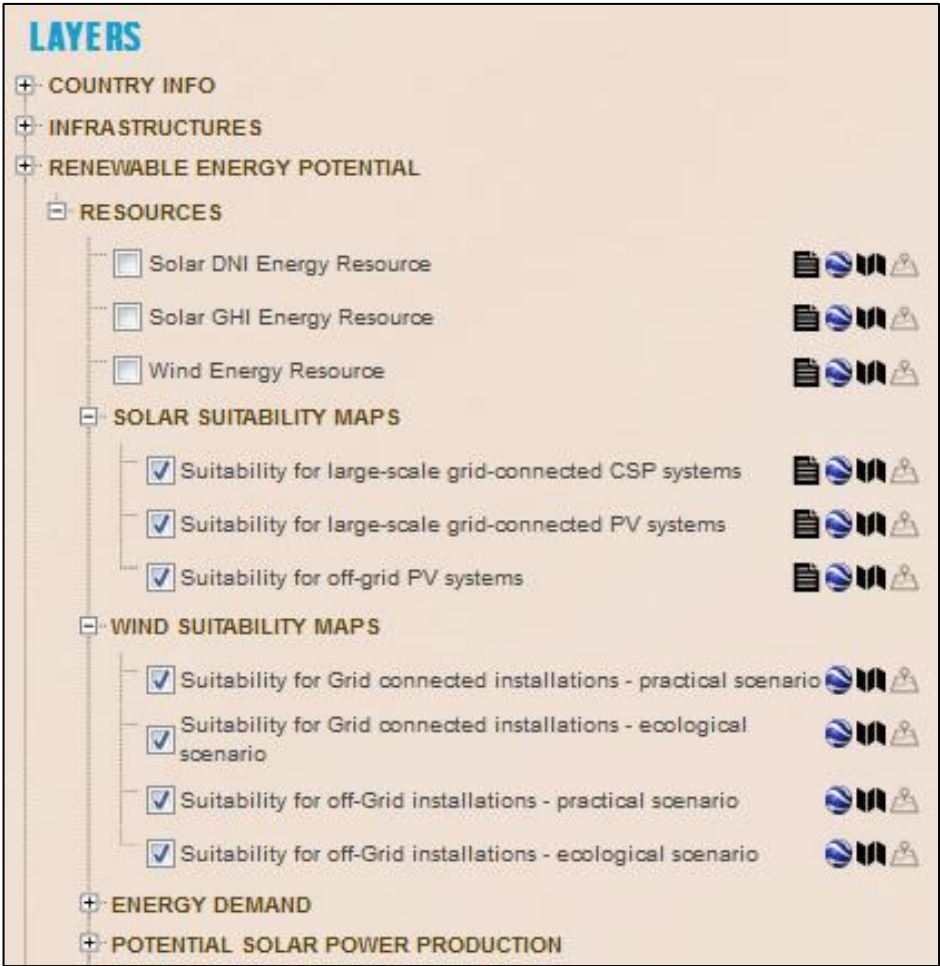 LAYERS
COUNTRY INFO
INFRASTRUCTURES
RENEWABLE ENERGY POTENTIAL
RESOURCES
Solar DNI Energy Resource
Solar GHI Energy Resource
Wind Energy Resource
SOLAR SUITABILITY MAPS
Suitability for large-scale grid-connected CSP systems
Suitability for large-scale grid-connected PV systems
Suitability for off-grid PV systems
WIND SUITABILITY MAPS
Suitability for Grid connected installations - practical scenario
Suitability for Grid connected installations - ecological
scenario
Suitability for off-Grid installations - practical scenario
Suitability for off-Grid installations - ecological scenario
ENERGY DEMAND
POTENTIAL SOLAR POWER PRODUCTION